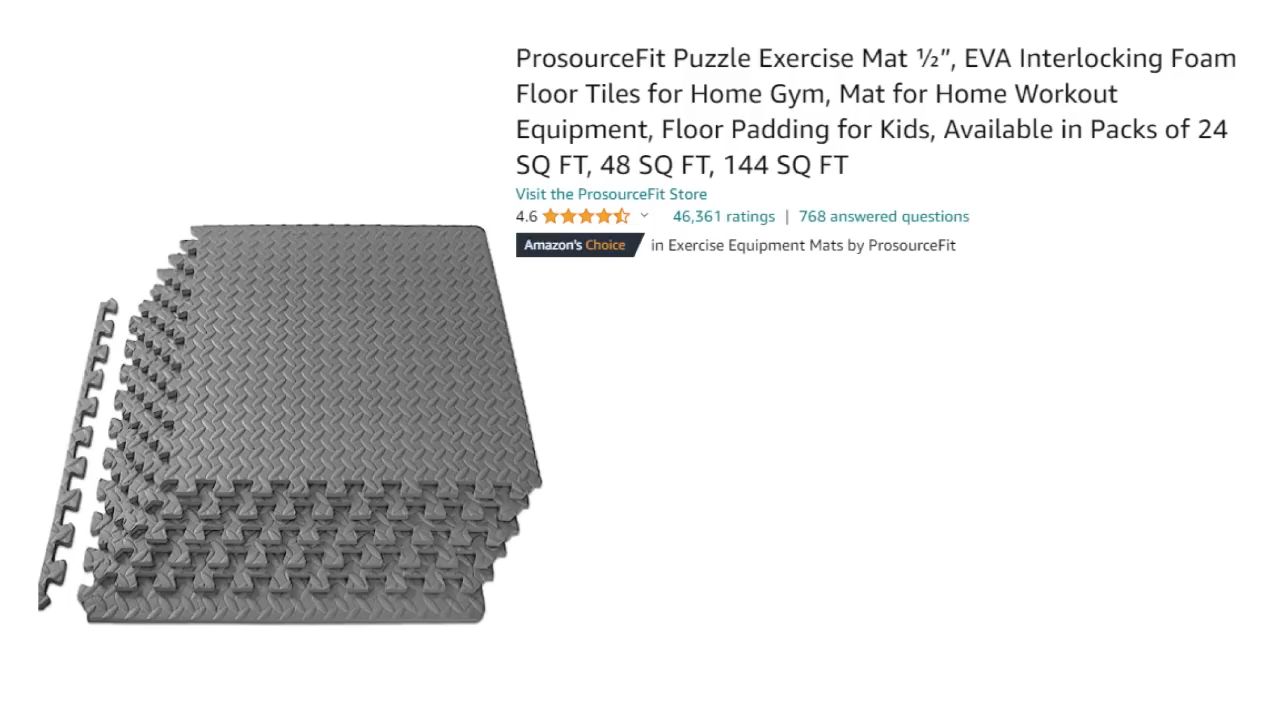 ProsourceFit Puzzle Exercise Mat ½”, EVA Interlocking Foam
Floor Tiles for Home Gym, Mat for Home Workout
Equipment, Floor Padding for Kids, Available in Packs of 24
SQ FT, 48 SQ FT, 144 SQ FT
Visit the ProsourceFit Store
4.6 46,361 ratings | 768 answered questions
Amazon's Choice in Exercise Equipment Mats by ProsourceFit